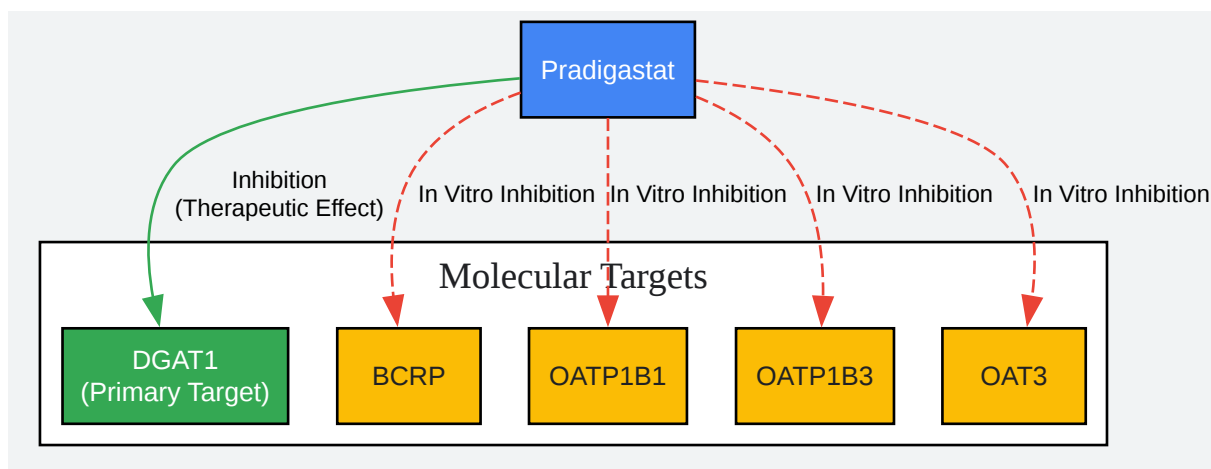 Pradigastat
Inhibition
(Therapeutic Effect)
In Vitro Inhibition
In Vitro Inhibition
In Vitro Inhibition
In Vitro Inhibition
Molecular Targets
DGAT1
(Primary Target)
BCRP
OATP1B1
OATP1B3
OAT3